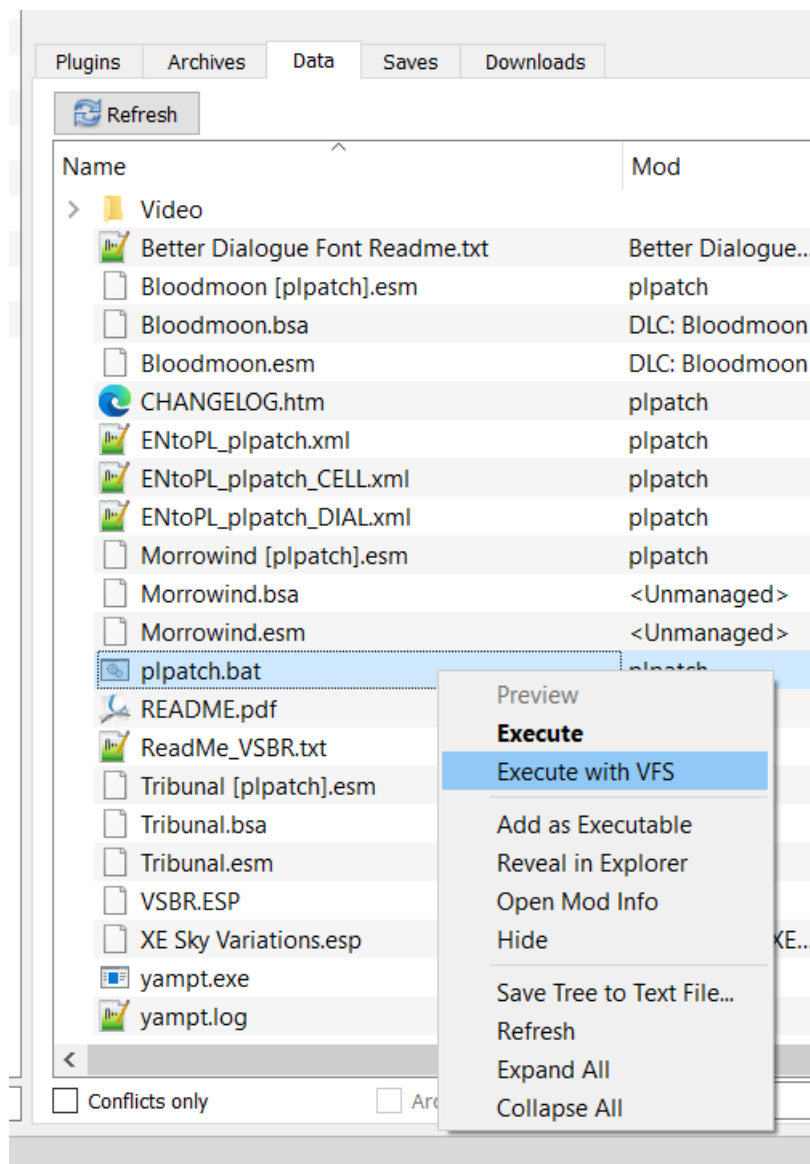 Plugins Archives Data Saves Downloads
Refresh
Name Mod
Video
Better Dialogue Font Readme.txt Better Dialogue...
Bloodmoon [plpatch].esm plpatch
Bloodmoon.bsa DLC: Bloodmoon
Bloodmoon.esm DLC: Bloodmoon
CHANGELOG.htm plpatch
ENtoPL_plpatch.xml plpatch
ENtoPL_plpatch_CELL.xml plpatch
ENtoPL_plpatch_DIAL.xml plpatch
Morrowind [plpatch].esm plpatch
Morrowind.bsa <Unmanaged>
Morrowind.esm <Unmanaged>
plpatch.bat plpatch
README.pdf
ReadMe_VSBR.txt
Tribunal [plpatch].esm
Tribunal.bsa
Tribunal.esm
VSBR.ESP
XE Sky Variations.esp XE...
yampt.exe
yampt.log
Preview
Execute
Execute with VFS
Add as Executable
Reveal in Explorer
Open Mod Info
Hide
Save Tree to Text File...
Refresh
Expand All
Collapse All
Conflicts only